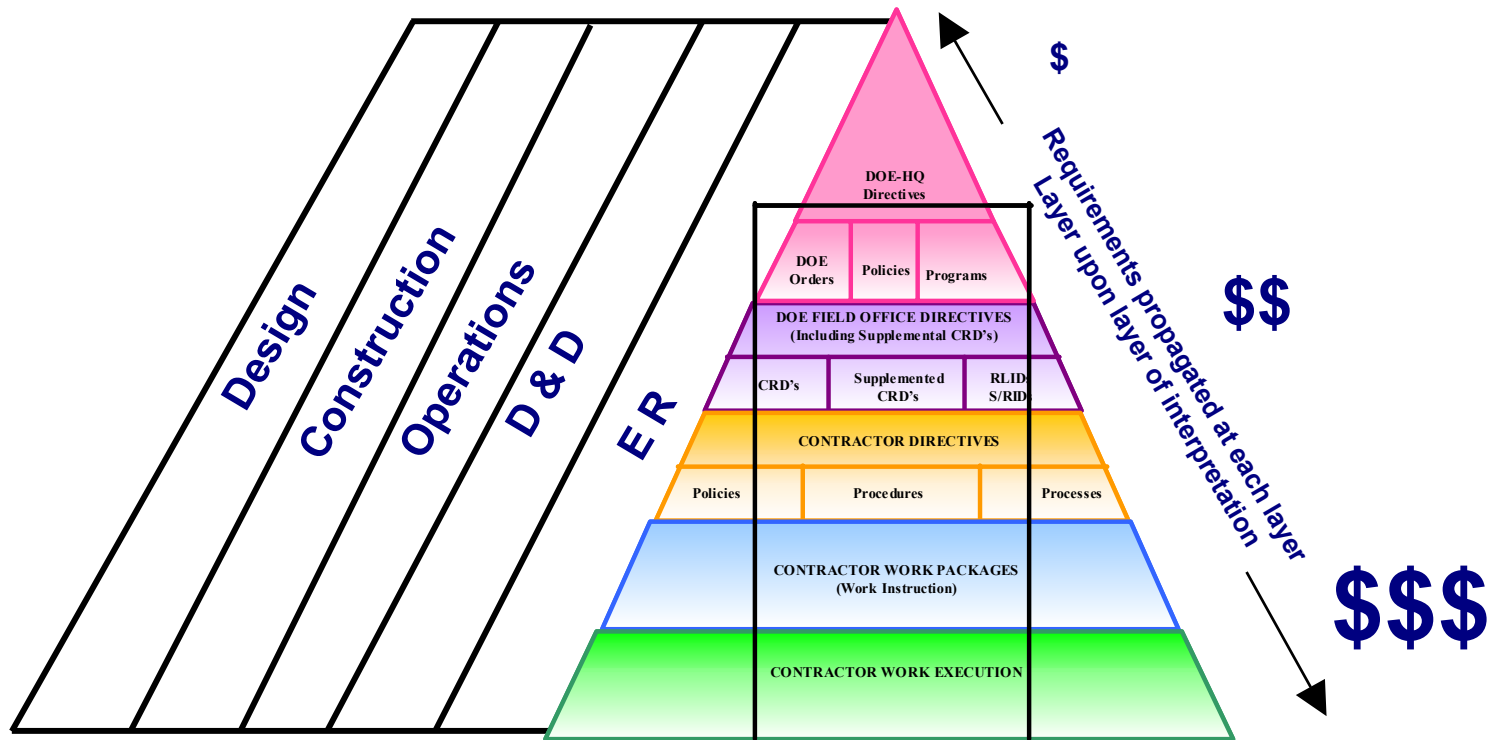 Design
Construction
Operations
D & D
E R
DOE-HQ
Directives
DOE
Orders
Policies
Programs
DOE FIELD OFFICE DIRECTIVES
(Including Supplemental CRD's)
CRD's
Supplemented
CRD's
RLIDs
S/RIDs
CONTRACTOR DIRECTIVES
Policies
Procedures
Processes
CONTRACTOR WORK PACKAGES
(Work Instruction)
CONTRACTOR WORK EXECUTION
$
Requirements propagated at each layer
Layer upon layer of interpretation
$$
$$$